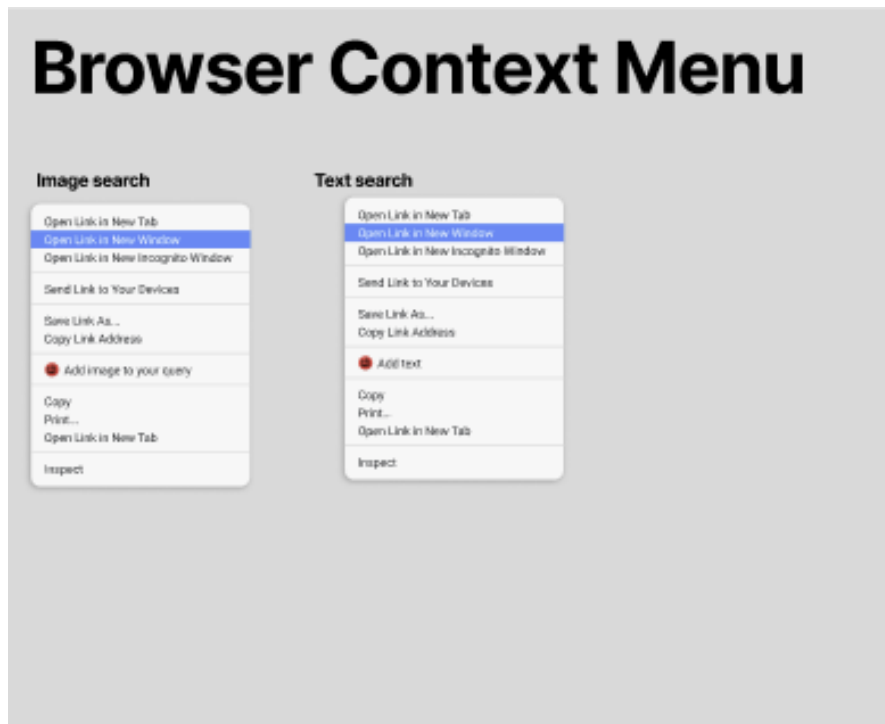 Browser Context Menu
Image search
Open Link in New Tab
Open Link in New Window
Open Link in New Incognito Window
Send Link to Your Devices
Save Link As...
Copy Link Address
Add image to your query
Copy
Print...
Open Link in New Tab
Inspect
Text search
Open Link in New Tab
Open Link in New Window
Open Link in New Incognito Window
Send Link to Your Devices
Save Link As...
Copy Link Address
Add text
Copy
Print...
Open Link in New Tab
Inspect